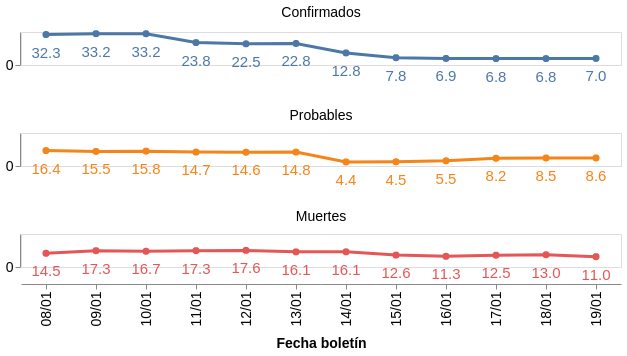 Confirmados
0
32.3 33.2 33.2 23.8 22.5 22.8 12.8 7.8 6.9 6.8 6.8 7.0
Probables
0
16.4 15.5 15.8 14.7 14.6 14.8 4.4 4.5 5.5 8.2 8.5 8.6
Muertes
0
14.5 17.3 16.7 17.3 17.6 16.1 16.1 12.6 11.3 12.5 13.0 11.0
08/01 09/01 10/01 11/01 12/01 13/01 14/01 15/01 16/01 17/01 18/01 19/01
Fecha boletín